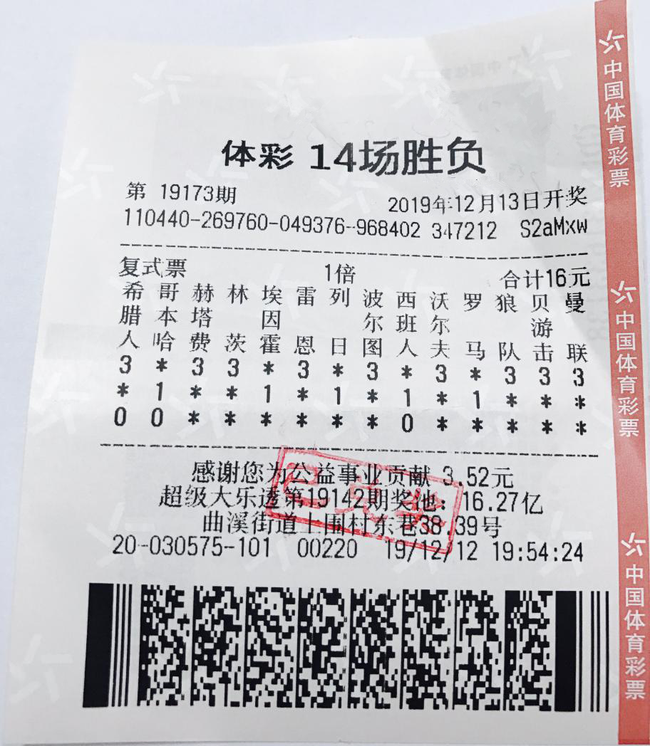 体彩 14场胜负
第 19173期 2019年12月13日开奖
110440-269760-049376-968402 347212 S2aMxw
复式票 1倍 合计16元
希腊人 哥本哈 赫塔费 林茨 埃因霍 雷恩 列日 波尔图 西班人 沃尔夫 罗马 狼队 贝游击 曼联
3 * 3 3 * 3 * 3 * 3 * 3 3 3
* 1 * * 1 * 1 * 1 * 1 * * *
0 0 * * * * * * 0 * * * * *
感谢您为公益事业贡献 3.52元
超级大乐透第19142期奖池: 16.27亿
曲溪街道上围村东巷38,39号
20-030575-101 00220 19/12/12 19:54:24
中国体育彩票
中国体育彩票
中国体育彩票